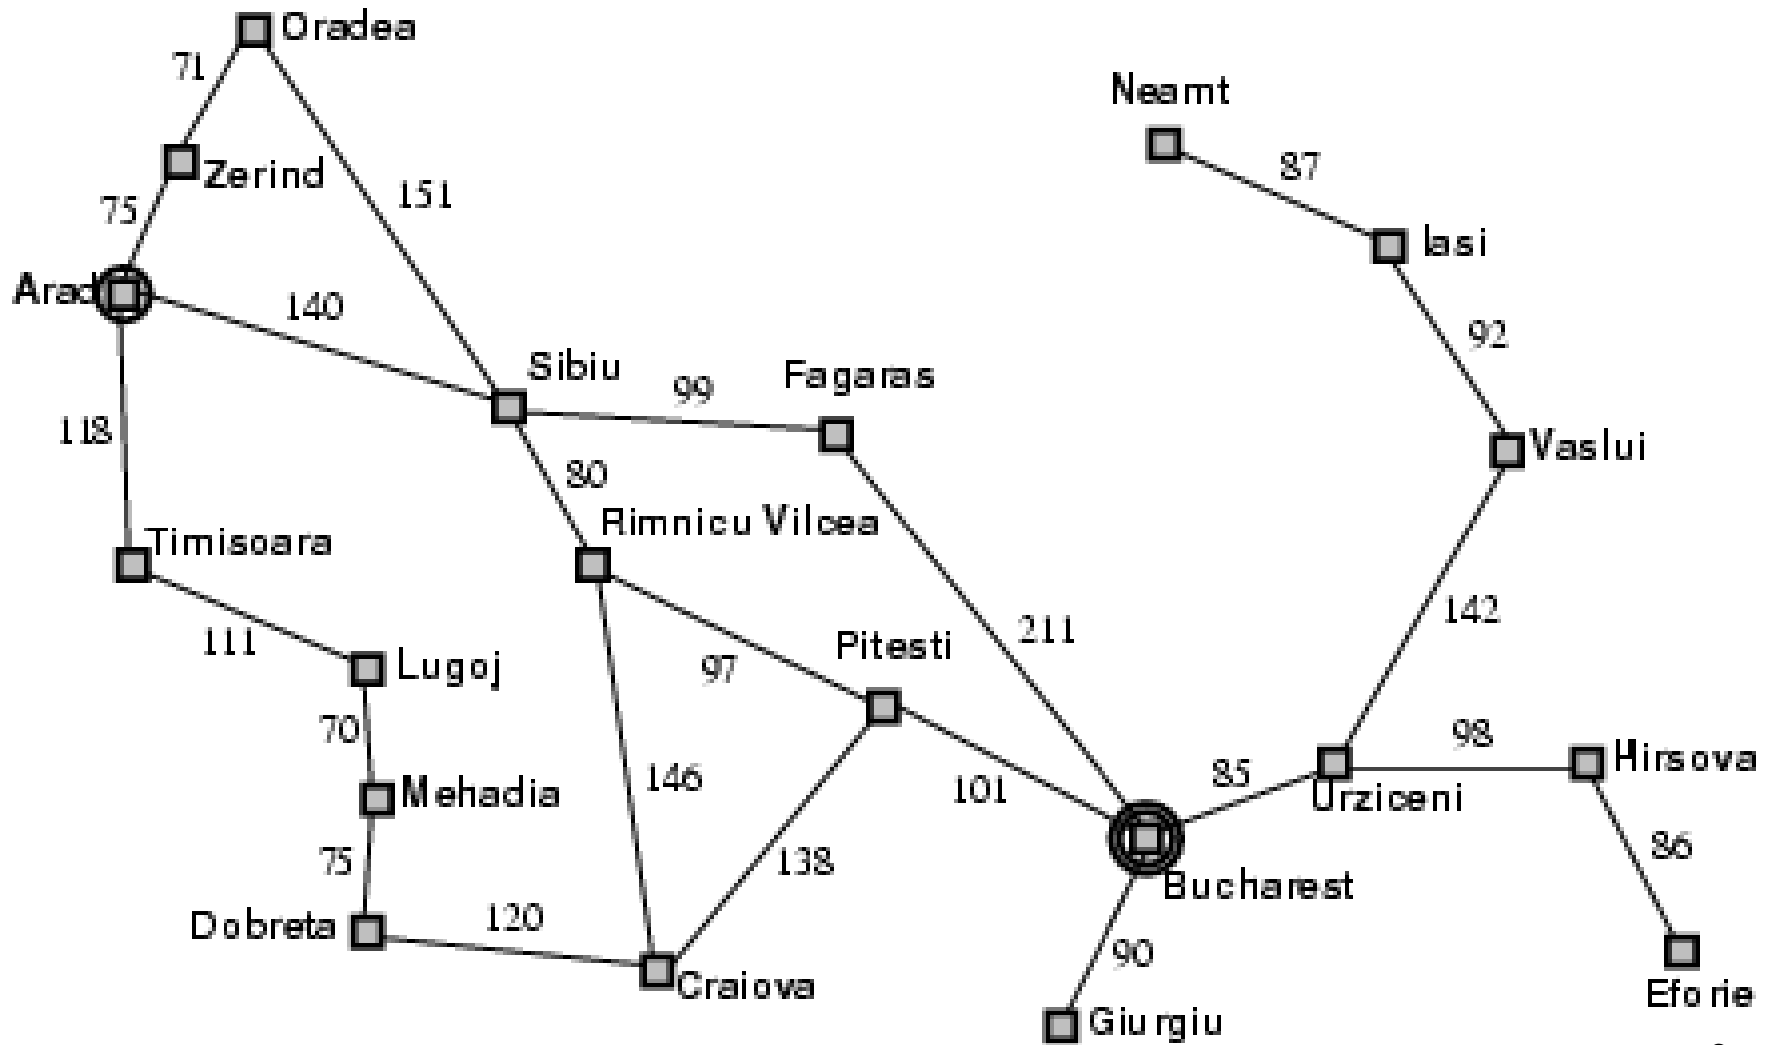 Oradea
71
Neamt
87
Zerind
151
75
Iasi
Arad
140
92
Sibiu
99
Fagaras
118
Vaslui
80
Timisoara
Rimnicu Vilcea
142
211
111
Lugoj
97
Pitesti
70
98
Hirsova
146
101
85
Mehadia
Urziceni
86
75
138
Bucharest
Dobreta
120
90
Craiova
Eforie
Giurgiu